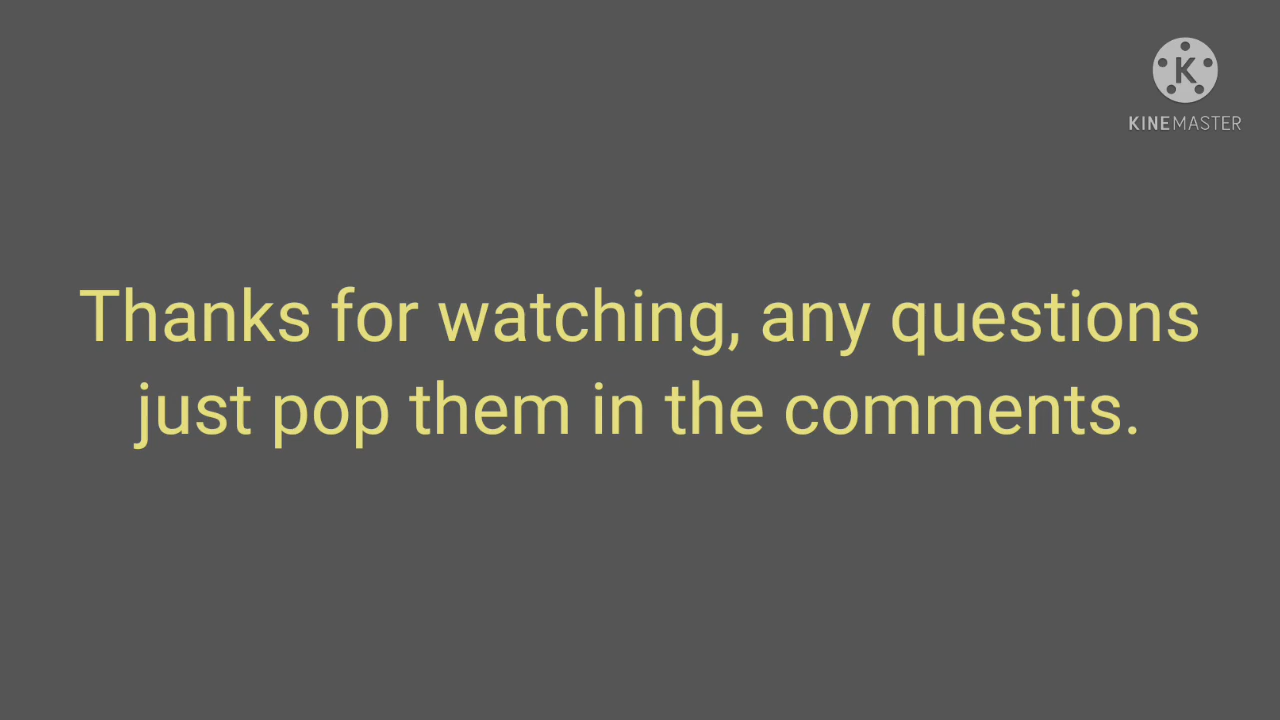 K
KINEMASTER
Thanks for watching, any questions
just pop them in the comments.